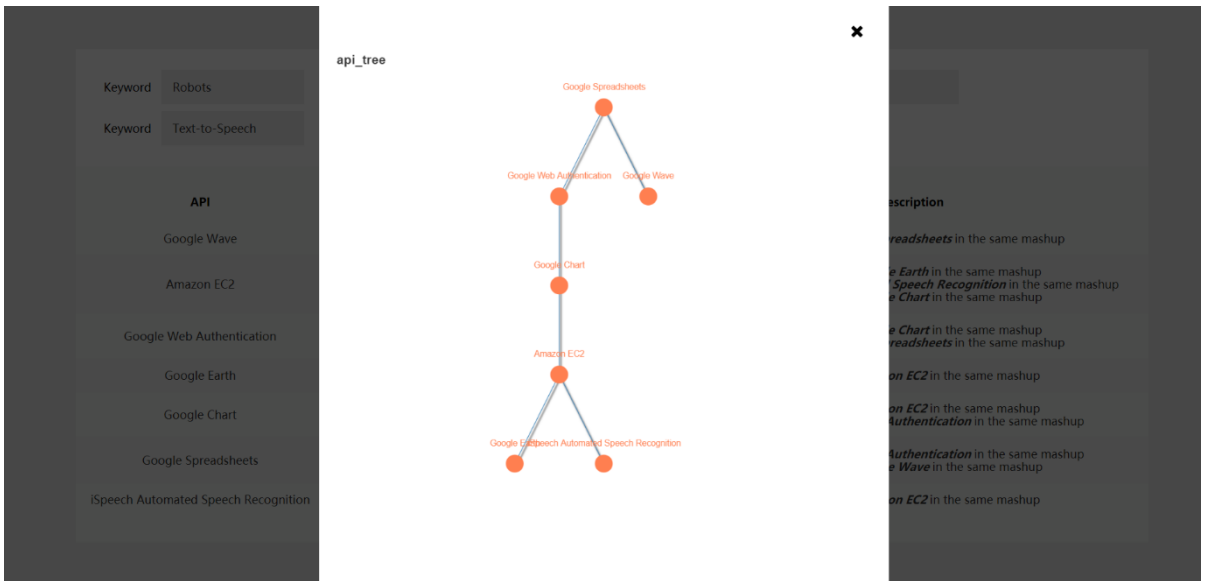 ✖
api_tree
Google Spreadsheets
Keyword Robots
Keyword Text-to-Speech
Google Web Authentication Google Wave
API
escription
Google Wave
readsheets in the same mashup
Google Chart
e Earth in the same mashup
Amazon EC2
Speech Recognition in the same mashup
e Chart in the same mashup
Google Web Authentication
e Chart in the same mashup
readsheets in the same mashup
Amazon EC2
Google Earth
on EC2 in the same mashup
Google Chart
on EC2 in the same mashup
Authentication in the same mashup
Google Speech Automated Speech Recognition
Google Spreadsheets
Authentication in the same mashup
e Wave in the same mashup
iSpeech Automated Speech Recognition
on EC2 in the same mashup